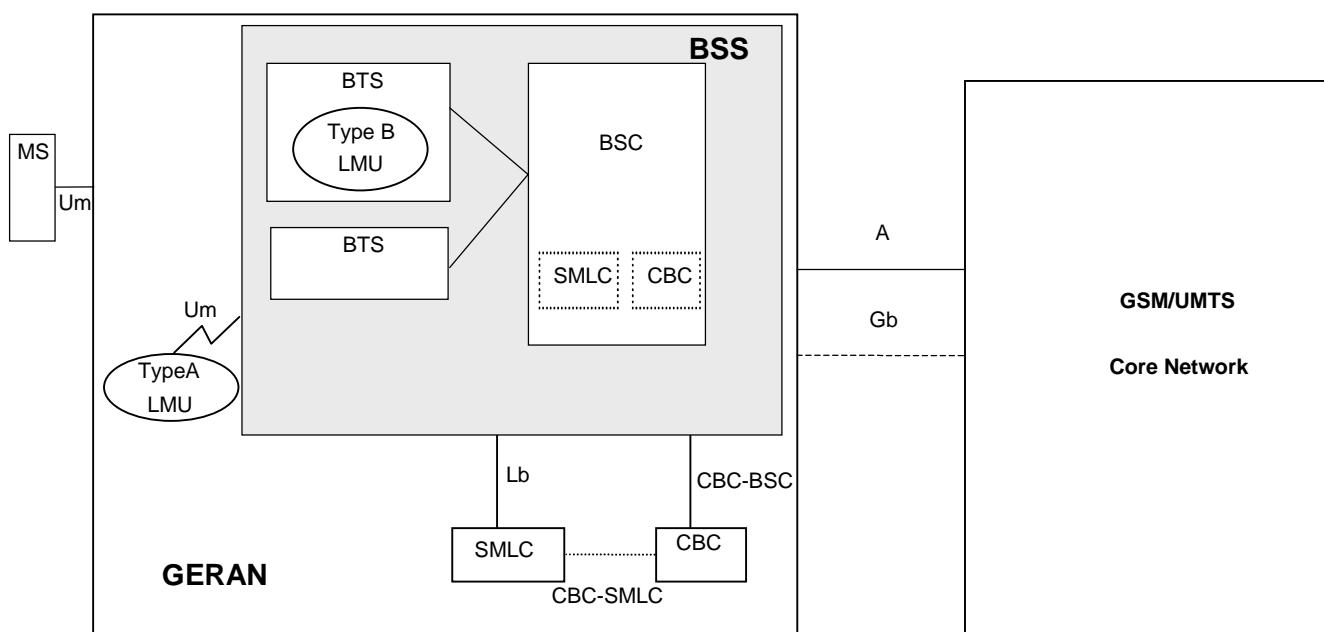 BSS
BTS
Type B
LMU
BSC
MS
Um
BTS
SMLC
CBC
A
Um
Gb
GSM/UMTS
Core Network
TypeA
LMU
Lb
CBC-BSC
SMLC
CBC
CBC-SMLC
GERAN